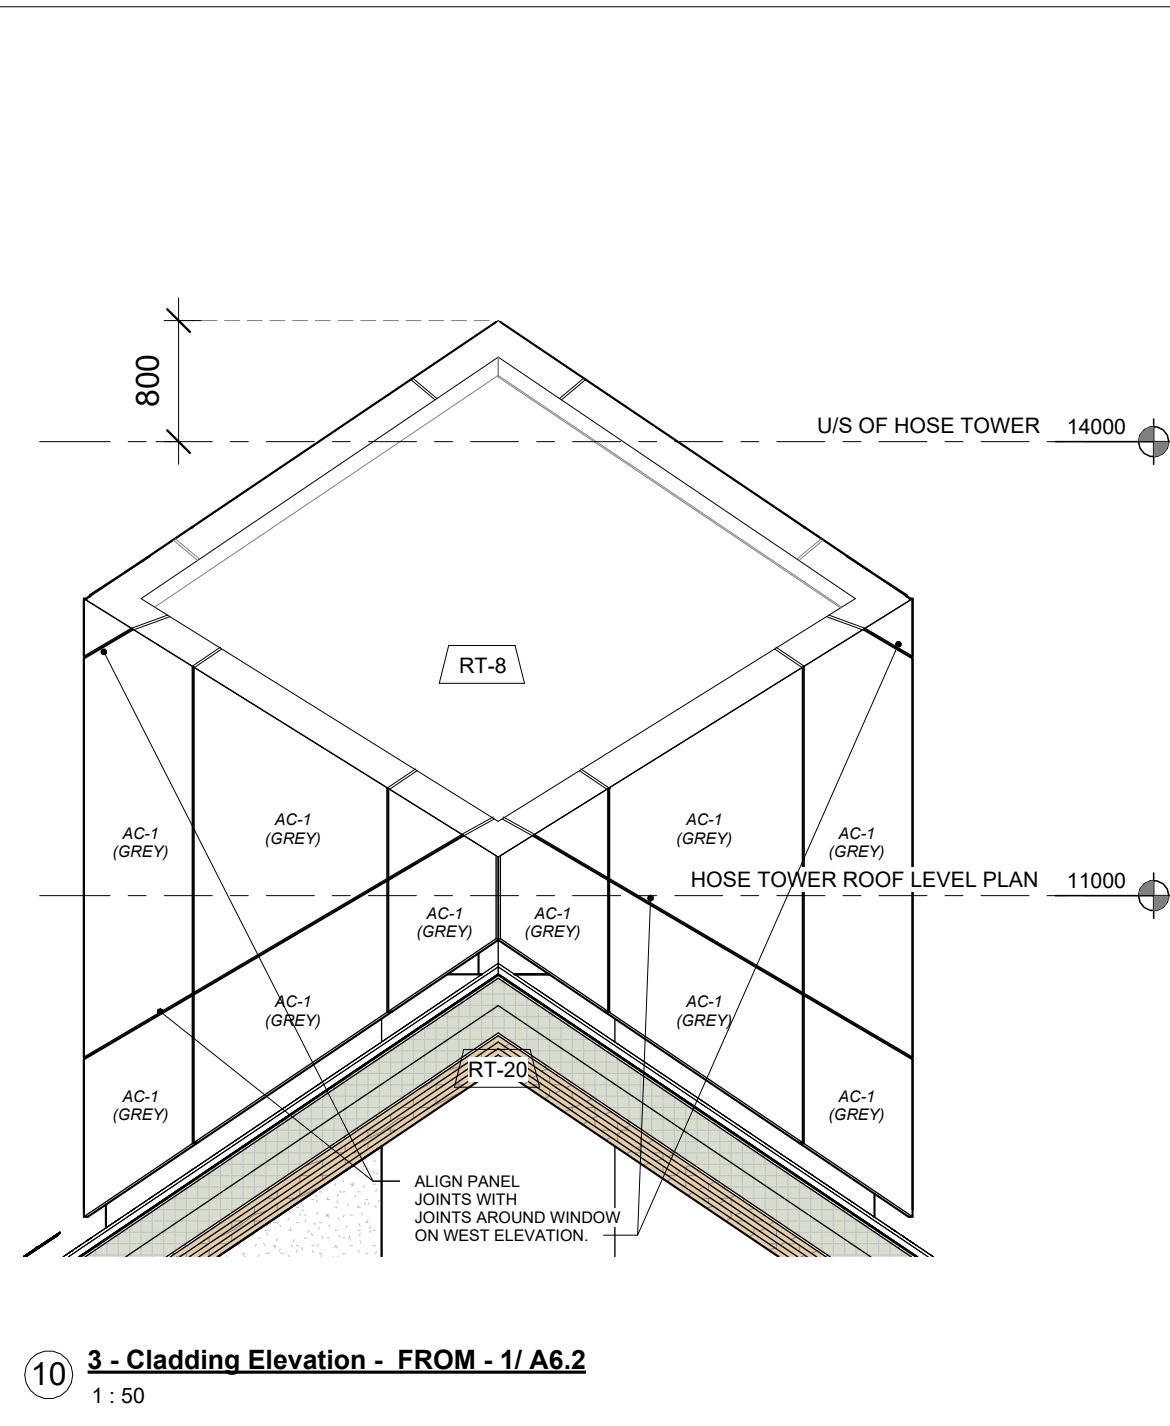 800
U/S OF HOSE TOWER 14000
RT-8
AC-1
(GREY)
AC-1
(GREY)
AC-1
(GREY)
AC-1
(GREY)
HOSE TOWER ROOF LEVEL PLAN 11000
AC-1
(GREY)
AC-1
(GREY)
AC-1
(GREY)
AC-1
(GREY)
RT-20
AC-1
(GREY)
AC-1
(GREY)
ALIGN PANEL
JOINTS WITH
JOINTS AROUND WINDOW
ON WEST ELEVATION.
10 3 - Cladding Elevation - FROM - 1/ A6.2
1 : 50